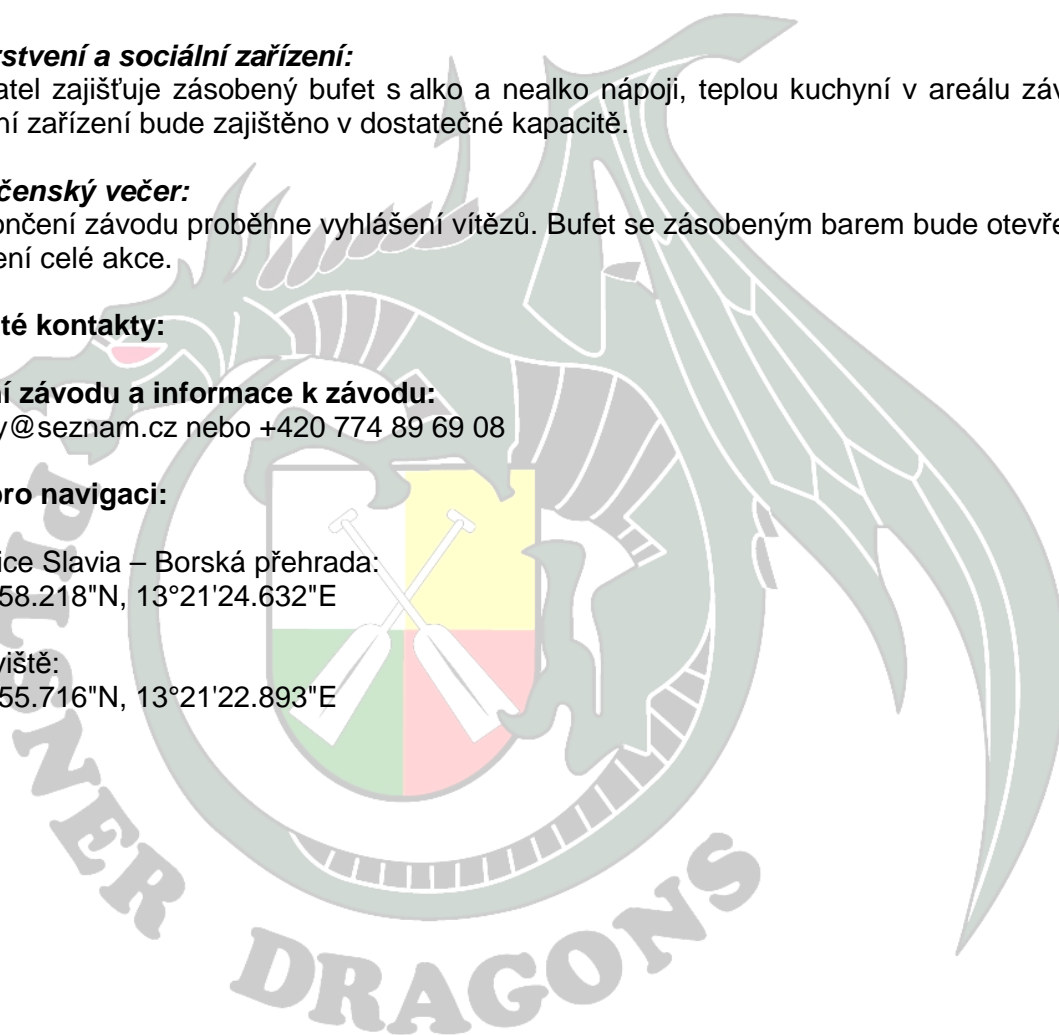 rstvení a sociální zařízení:
atel zajišťuje zásobený bufet s alko a nealko nápoji, teplou kuchyní v areálu záv
ní zařízení bude zajištěno v dostatečné kapacitě.
čenský večer:
ončení závodu proběhne vyhlášení vítězů. Bufet se zásobeným barem bude otevře
ení celé akce.
té kontakty:
í závodu a informace k závodu:
y@seznam.cz nebo +420 774 89 69 08
pro navigaci:
ice Slavia – Borská přehrada:
58.218"N, 13°21'24.632"E
viště:
55.716"N, 13°21'22.893"E
PILSNER DRAGONS